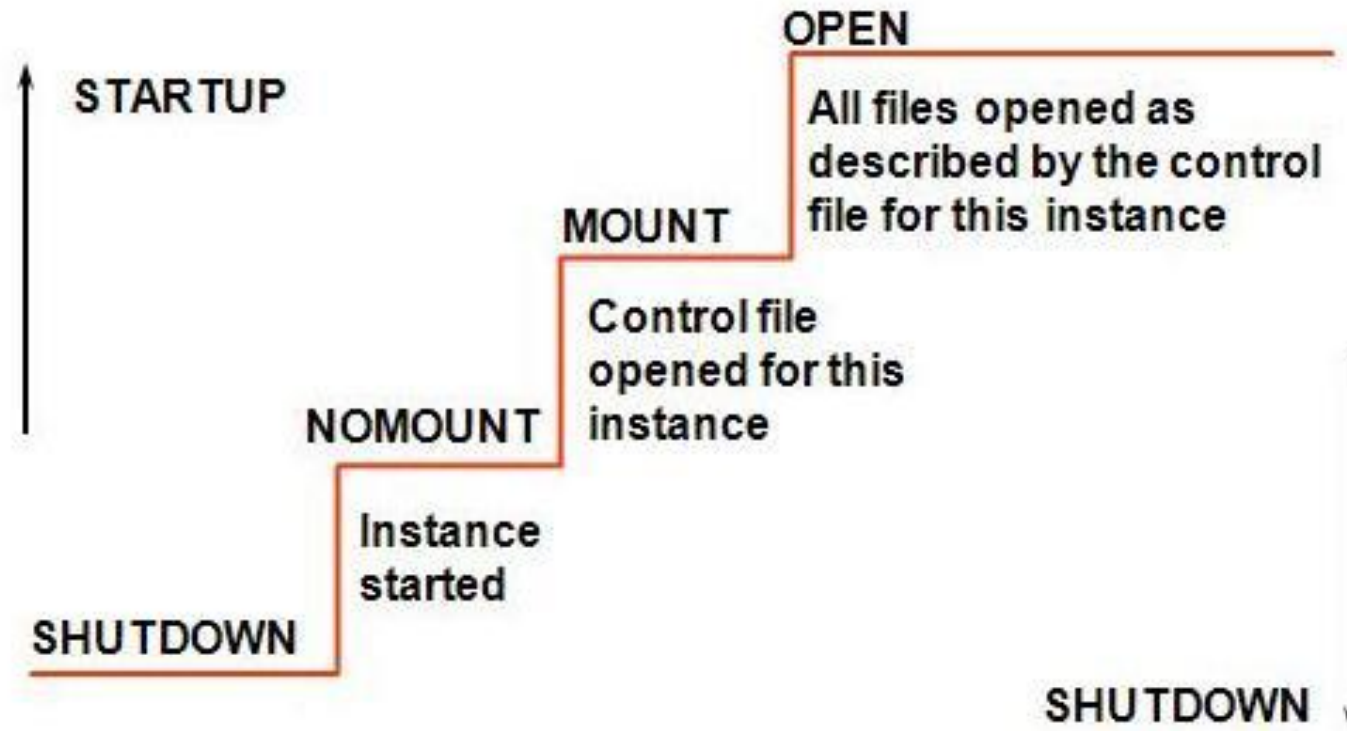 OPEN
STARTUP
All files opened as
described by the control
file for this instance
MOUNT
Control file
opened for this
instance
NOMOUNT
Instance
started
SHUTDOWN
SHUTDOWN